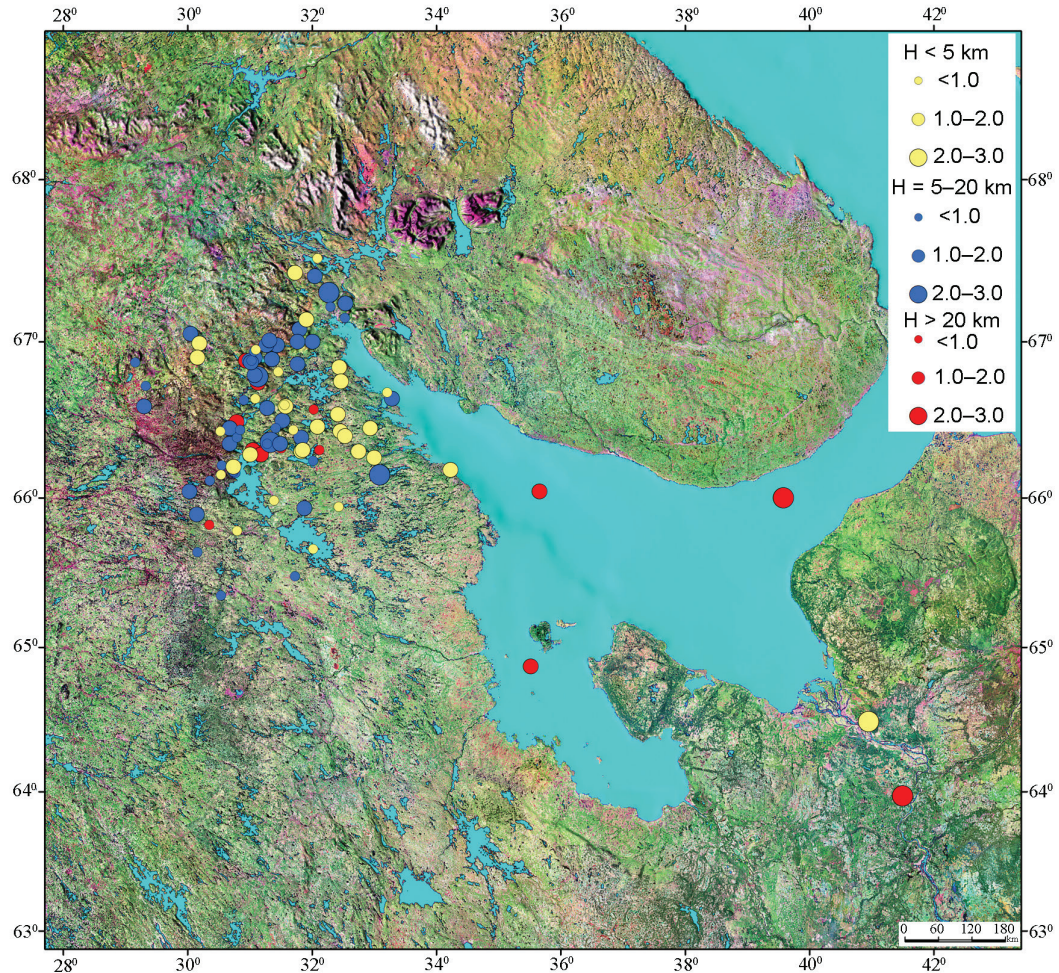 28⁰ 30⁰ 32⁰ 34⁰ 36⁰ 38⁰ 40⁰ 42⁰
H < 5 km
<1.0
1.0–2.0
2.0–3.0
H = 5–20 km
<1.0
1.0–2.0
2.0–3.0
H > 20 km
<1.0
1.0–2.0
2.0–3.0
68⁰ 68⁰
67⁰ 67⁰
66⁰ 66⁰
65⁰ 65⁰
64⁰ 64⁰
63⁰ 63⁰
0 60 120 180
km
28⁰ 30⁰ 32⁰ 34⁰ 36⁰ 38⁰ 40⁰ 42⁰